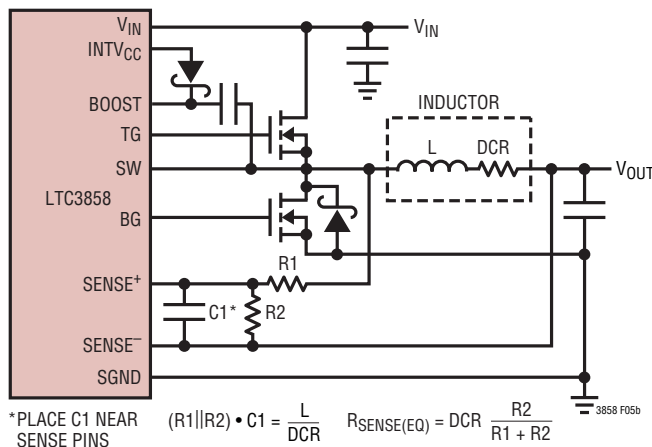 VIN
INTVCC
BOOST
TG
SW
LTC3858
BG
SENSE+
SENSE–
SGND
VIN
INDUCTOR
L DCR
VOUT
R1
C1* R2
*PLACE C1 NEAR
SENSE PINS
(R1||R2) • C1 = L / DCR
RSENSE(EQ) = DCR R2 / R1 + R2
3858 F05b